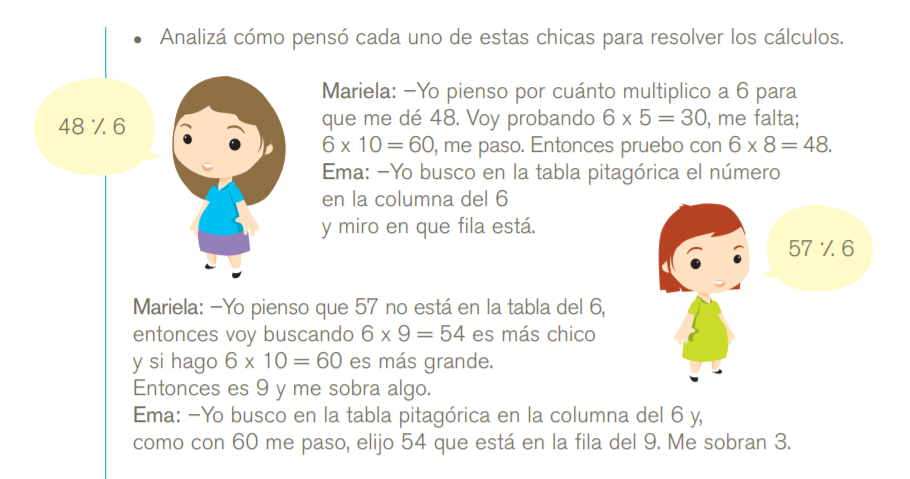 • Analizá cómo pensó cada uno de estas chicas para resolver los cálculos.
48 ٪ 6
Mariela: –Yo pienso por cuánto multiplico a 6 para
que me dé 48. Voy probando 6 x 5 = 30, me falta;
6 x 10 = 60, me paso. Entonces pruebo con 6 x 8 = 48.
Ema: –Yo busco en la tabla pitagórica el número
en la columna del 6
y miro en que fila está.
57 ٪ 6
Mariela: –Yo pienso que 57 no está en la tabla del 6,
entonces voy buscando 6 x 9 = 54 es más chico
y si hago 6 x 10 = 60 es más grande.
Entonces es 9 y me sobra algo.
Ema: –Yo busco en la tabla pitagórica en la columna del 6 y,
como con 60 me paso, elijo 54 que está en la fila del 9. Me sobran 3.